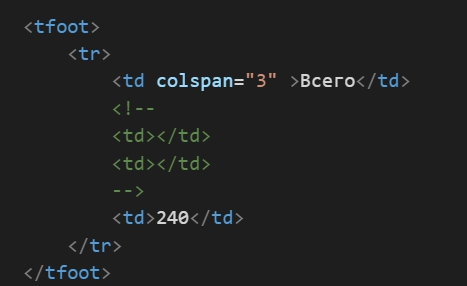 <tfoot>
<tr>
<td colspan="3" >Всего</td>
<!--
<td></td>
<td></td>
-->
<td>240</td>
</tr>
</tfoot>